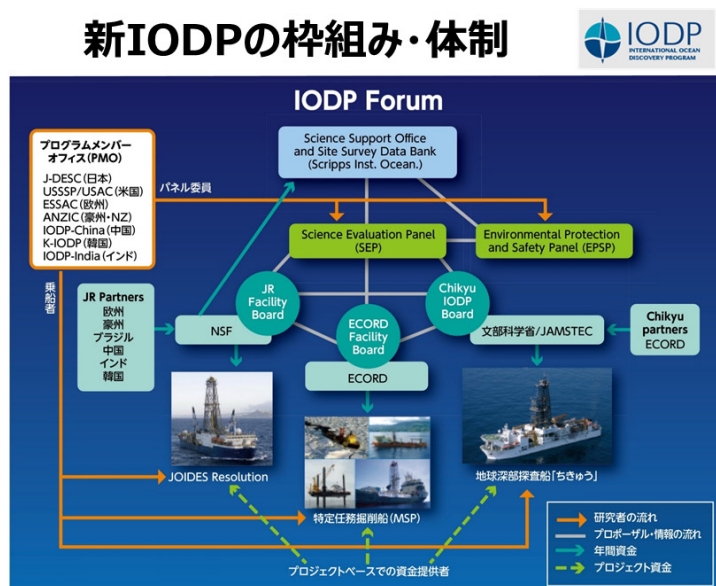 新IODPの枠組み・体制
IODP
INTERNATIONAL OCEAN
DISCOVERY PROGRAM
IODP Forum
プログラムメンバー
オフィス(PMO)
J-DESC(日本)
USSSP/USAC(米国)
ESSAC(欧州)
ANZIC(豪州・NZ)
IODP-China(中国)
K-IODP(韓国)
IODP-India(インド)
Science Support Office
and Site Survey Data Bank
(Scripps Inst. Ocean.)
パネル委員
Science Evaluation Panel
(SEP)
Environmental Protection
and Safety Panel (EPSP)
乗船者
JR Partners
欧州
豪州
ブラジル
中国
インド
韓国
NSF
JR
Facility
Board
ECORD
Facility
Board
Chikyu
IODP
Board
文部科学省/JAMSTEC
Chikyu
partners
ECORD
ECORD
JOIDES Resolution
特定任務掘削船(MSP)
地球深部探査船「ちきゅう」
プロジェクトベースでの資金提供者
研究者の流れ
プロポーザル・情報の流れ
年間資金
プロジェクト資金